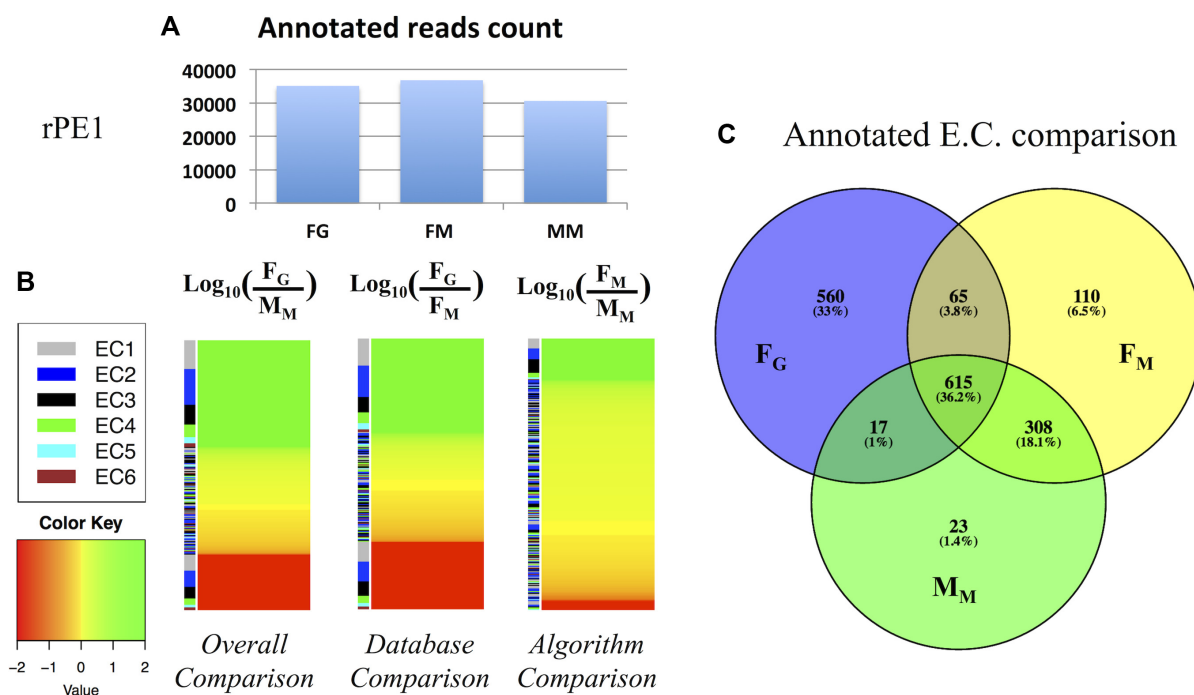 A Annotated reads count
rPE1
40000
30000
20000
10000
0
FG FM MM
B
Log10(FG/MM) Log10(FG/FM) Log10(FM/MM)
EC1
EC2
EC3
EC4
EC5
EC6
Color Key
−2 −1 0 1 2
Value
Overall Comparison
Database Comparison
Algorithm Comparison
C Annotated E.C. comparison
560
(33%)
65
(3.8%)
110
(6.5%)
FG
FM
615
(36.2%)
17
(1%)
308
(18.1%)
23
(1.4%)
MM